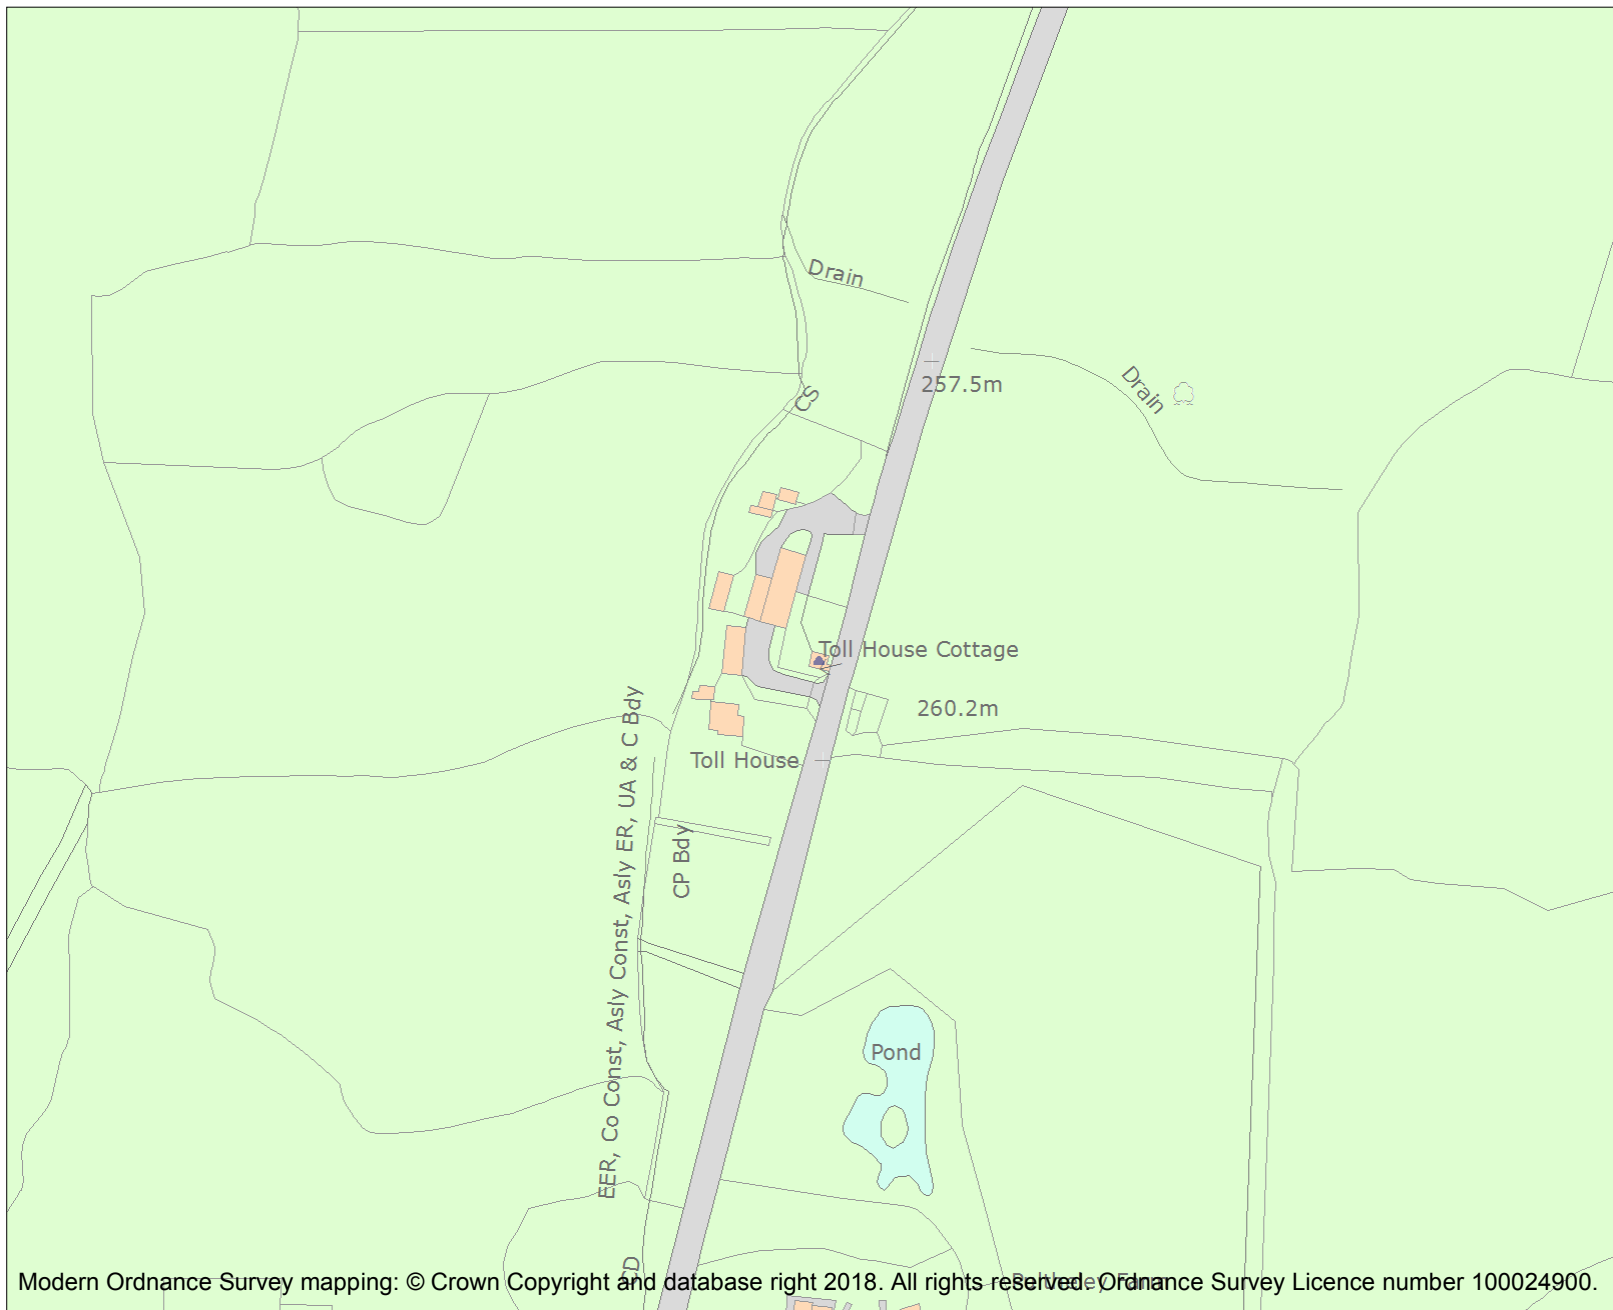 Drain
257.5m
Drain
CS
Toll House Cottage
260.2m
Toll House
EER, Co Const, Asly Const, Asly ER, UA & C Bdy
CP Bdy
Pond
CD
Modern Ordnance Survey mapping: © Crown Copyright and database right 2018. All rights reserved. Ordnance Survey Licence number 100024900.